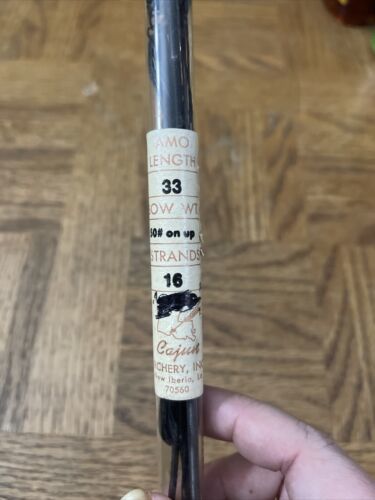 AMO
LENGTH
33
BOW WT.
50# on up
STRANDS
16
Cajun
ARCHERY, INC.
New Iberia, La.
70560